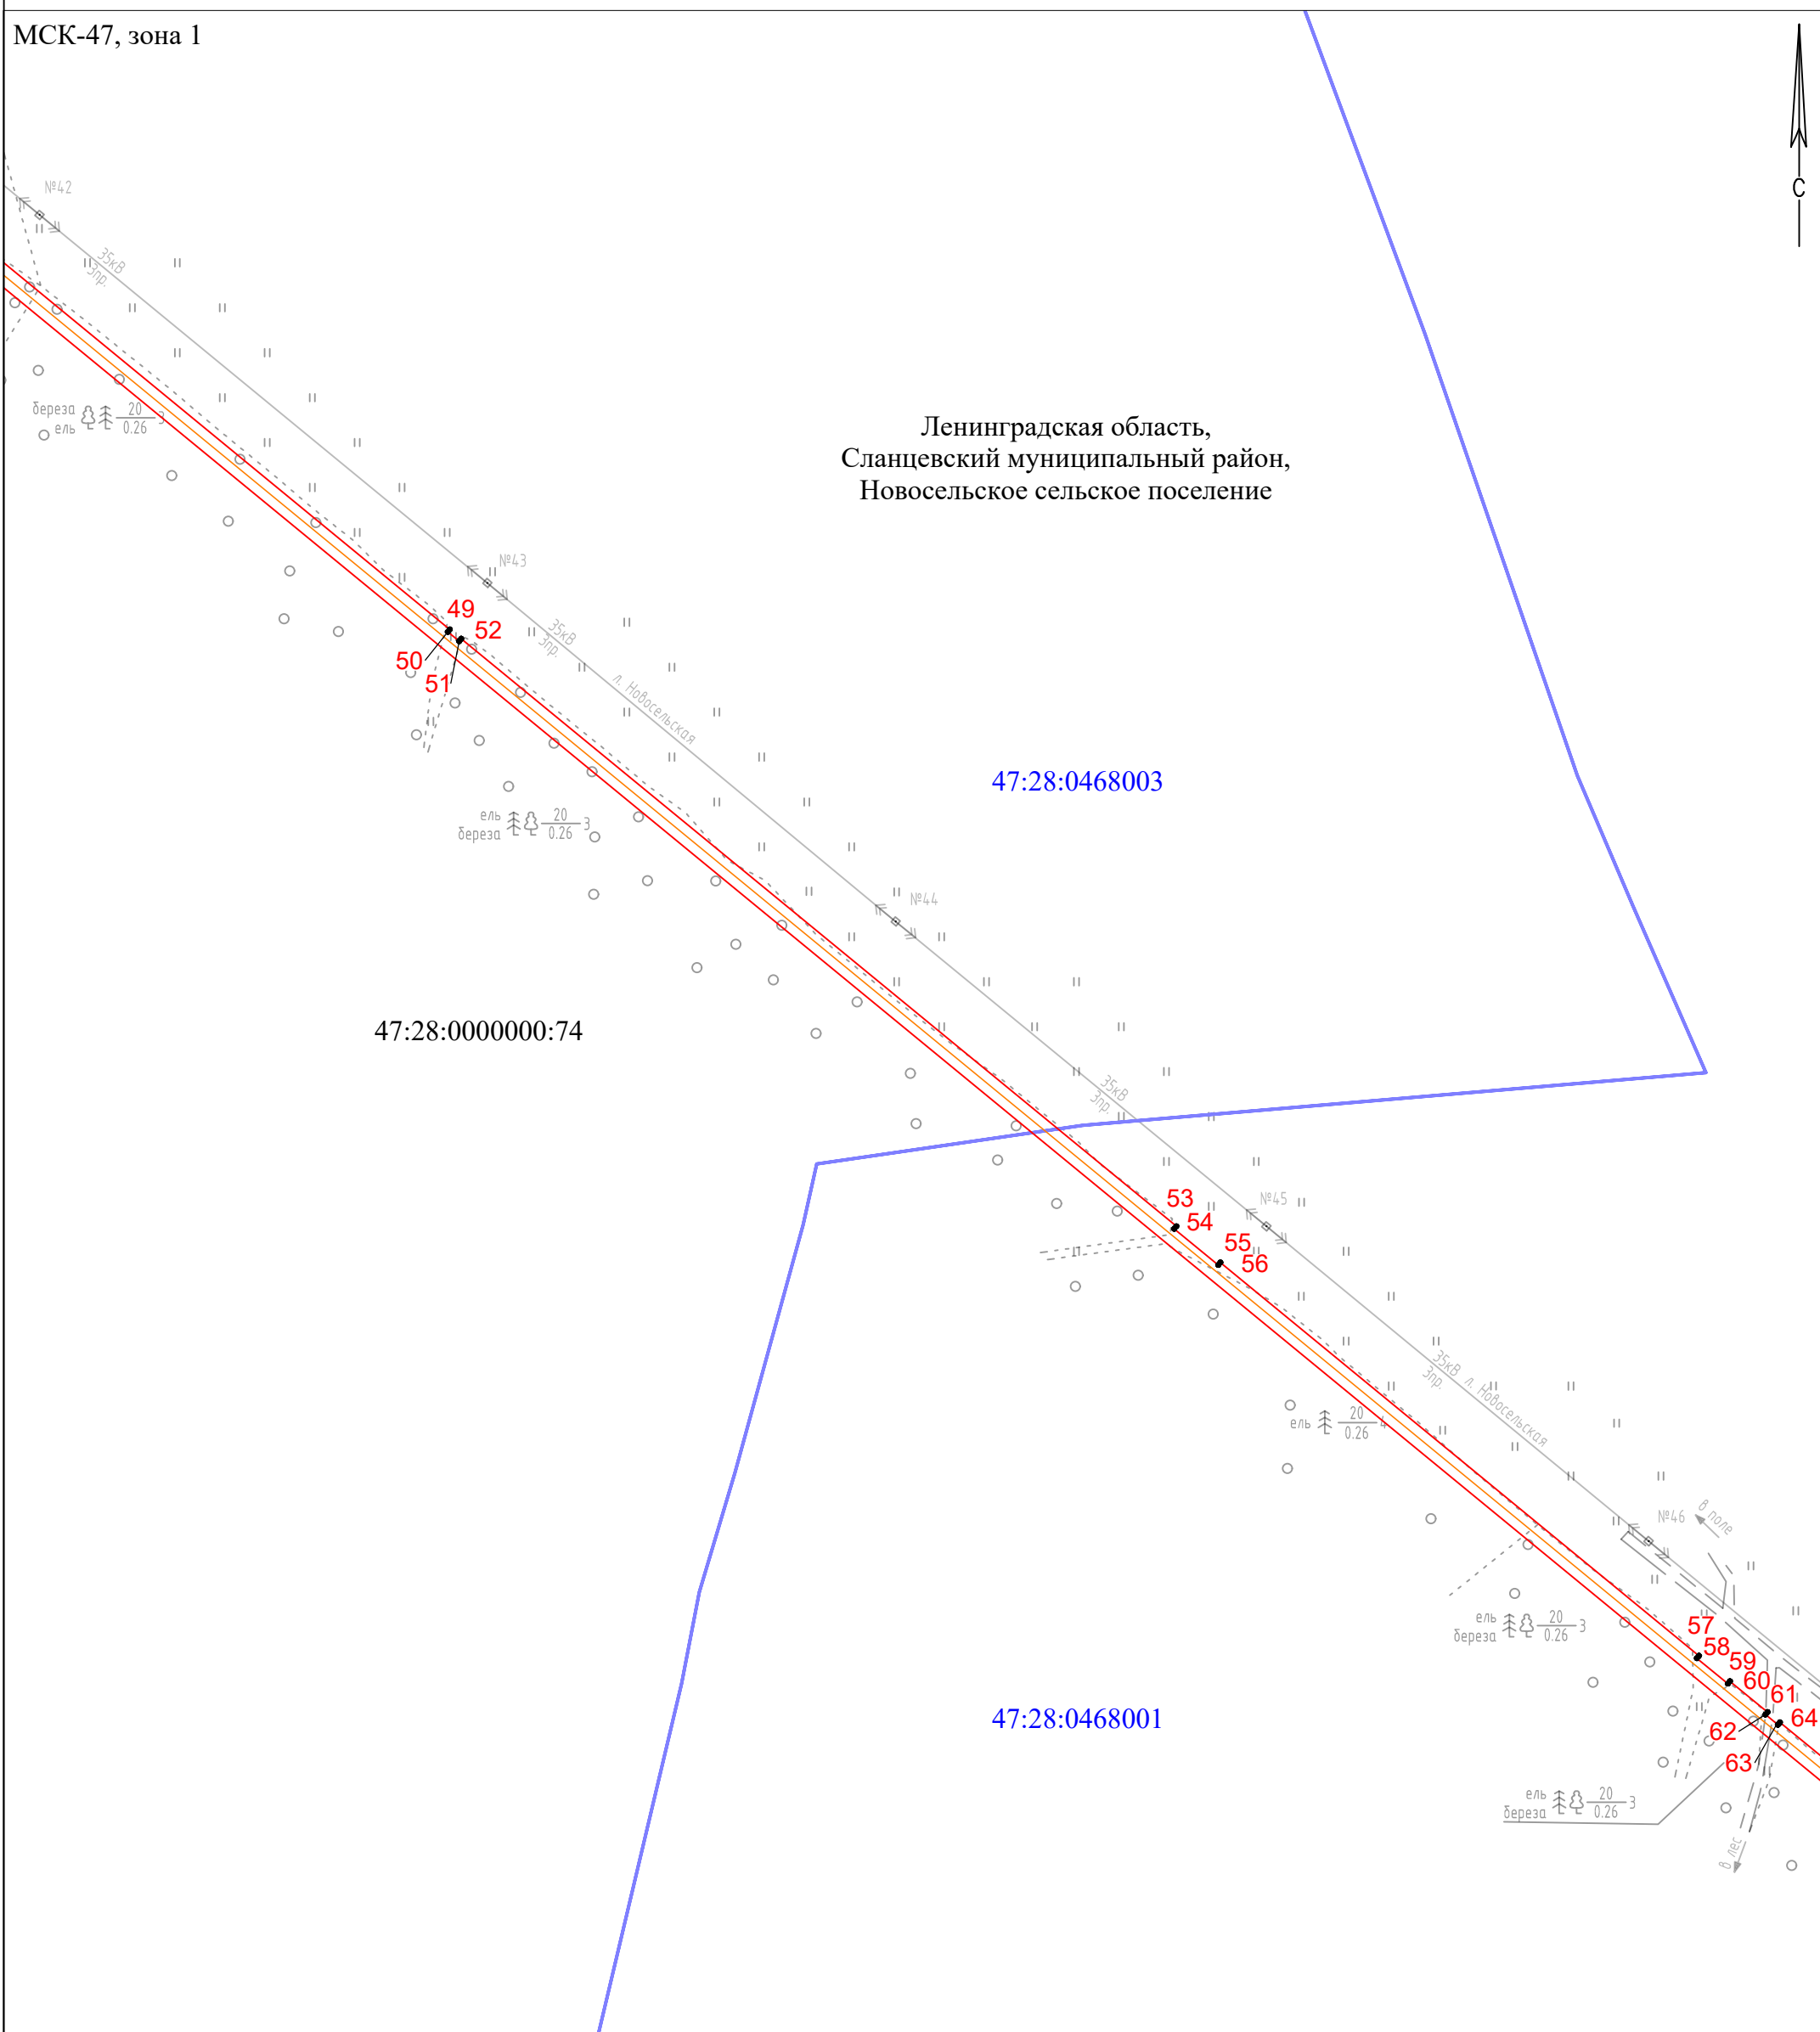 МСК-47, зона 1
С
№42
35кВ
3пр.
береза
ель
20
0.26
3
Ленинградская область,
Сланцевский муниципальный район,
Новосельское сельское поселение
№43
49
52
50
51
35кВ
3пр.
л. Новосельская
47:28:0468003
ель
береза
20
0.26
3
№44
47:28:0000000:74
35кВ
3пр.
53
54
№45
55
56
35кВ л. Новосельская
3пр.
ель
20
0.26
4
№46
в поле
ель
береза
20
0.26
3
57
58
59
60
61
62
64
63
47:28:0468001
ель
береза
20
0.26
3
в лес